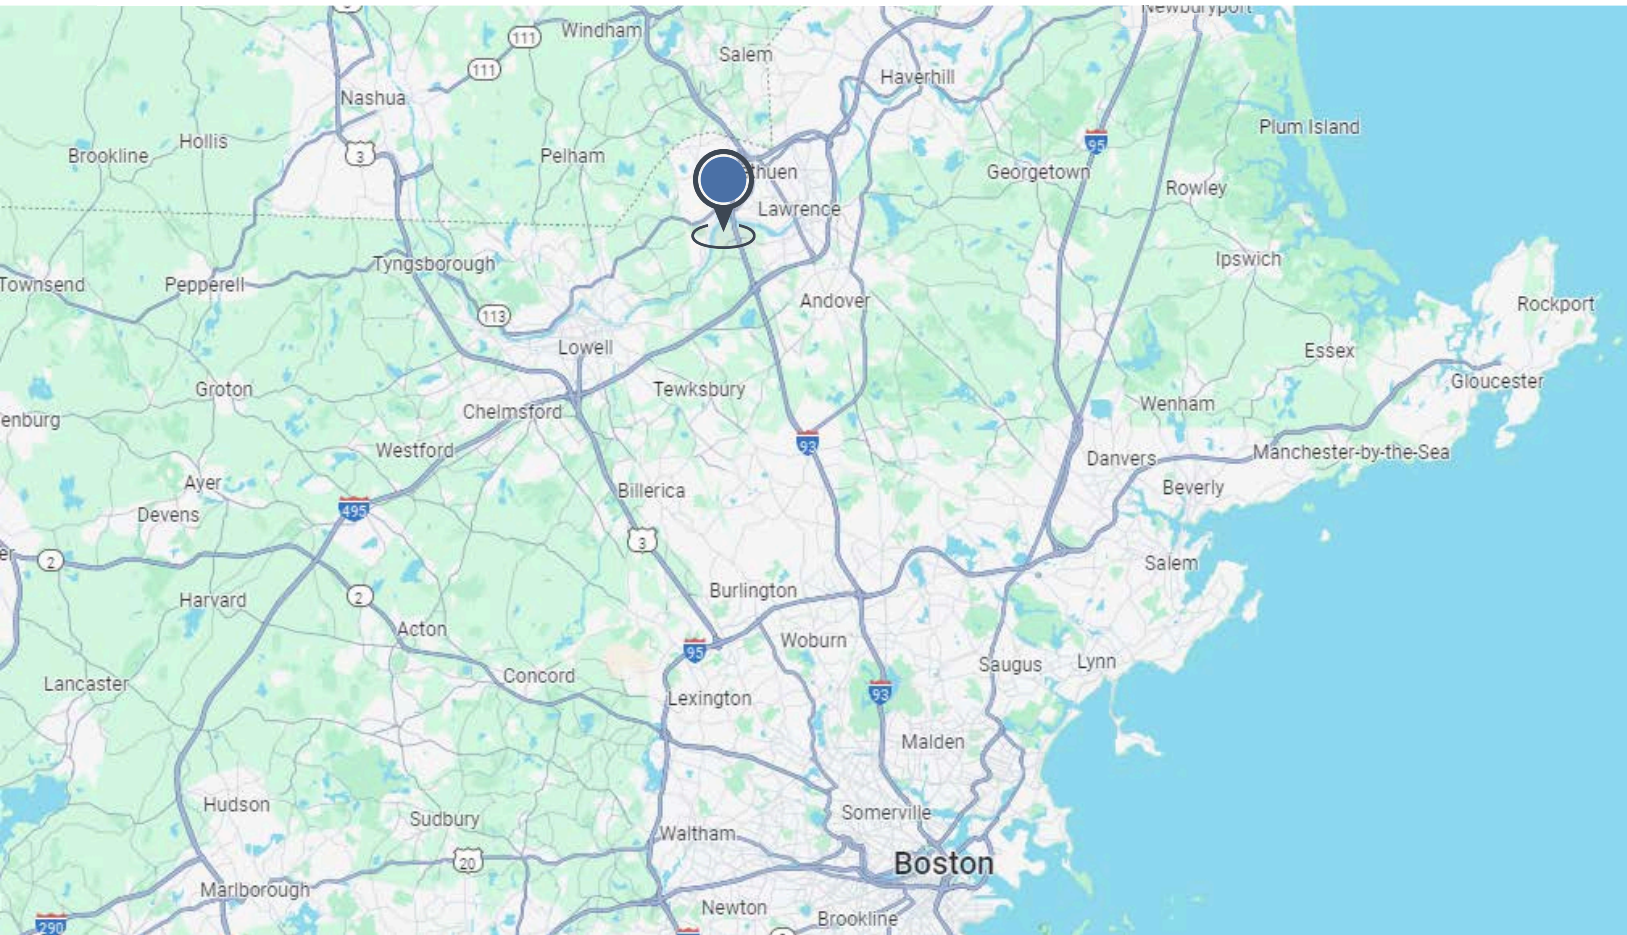 Newburyport
Windham
111
Salem
111
Haverhill
Nashua
Plum Island
95
Hollis
Brookline
3
Pelham
thuen
Georgetown
Rowley
Lawrence
Tyngsborough
Ipswich
Townsend
Pepperell
Andover
Rockport
113
Lowell
Essex
Groton
Tewksbury
Gloucester
Wenham
Chelmsford
enburg
93
Westford
Manchester-by-the-Sea
Danvers
Ayer
Billerica
Beverly
495
Devens
3
er
2
Salem
Burlington
2
Harvard
Acton
Woburn
95
Saugus
Lynn
Concord
Lancaster
93
Lexington
Malden
Hudson
Somerville
Sudbury
Waltham
20
Boston
Marlborough
Newton
Brookline
290